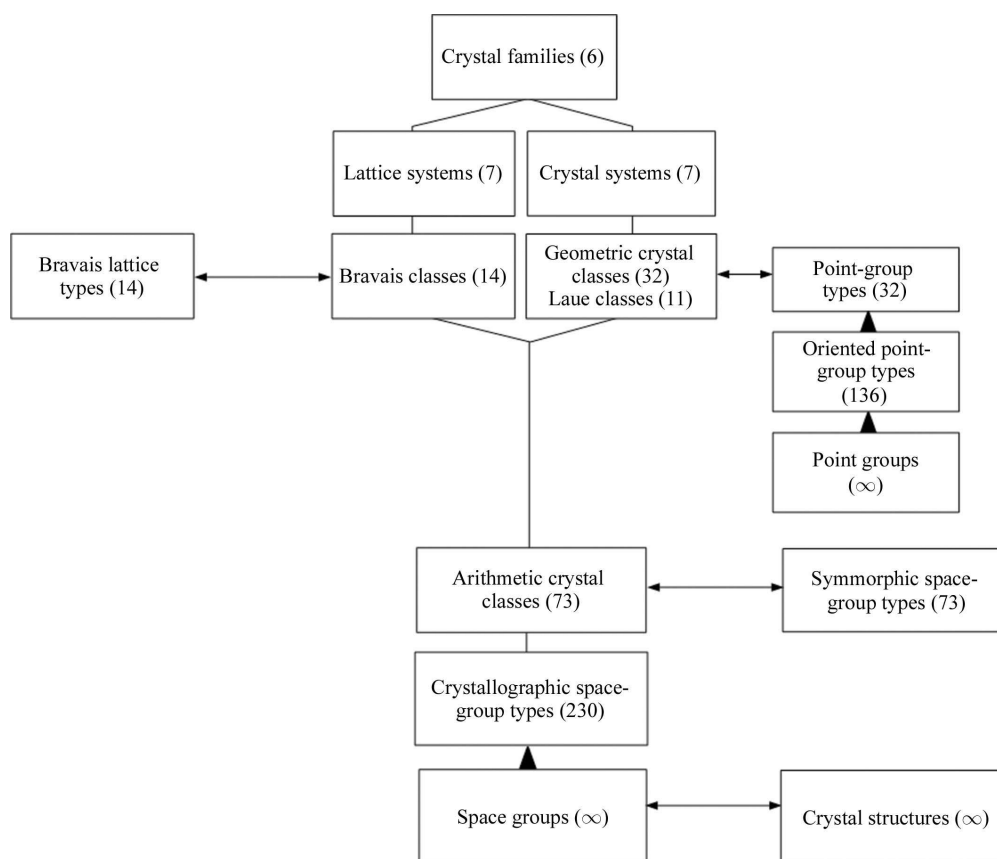 Crystal families (6)
Lattice systems (7)
Crystal systems (7)
Bravais lattice
types (14)
Bravais classes (14)
Geometric crystal
classes (32)
Laue classes (11)
Point-group
types (32)
Oriented point-
group types
(136)
Point groups
(∞)
Arithmetic crystal
classes (73)
Symmorphic space-
group types (73)
Crystallographic space-
group types (230)
Space groups (∞)
Crystal structures (∞)